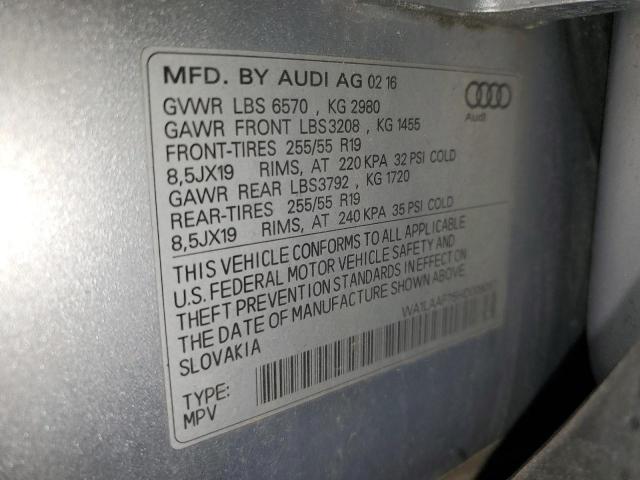 MFD. BY AUDI AG 02 16
Audi
GVWR LBS 6570 , KG 2980
GAWR FRONT LBS3208 , KG 1455
FRONT-TIRES 255/55 R19
8,5JX19 RIMS, AT 220 KPA 32 PSI COLD
GAWR REAR LBS3792 , KG 1720
REAR-TIRES 255/55 R19
8,5JX19 RIMS, AT 240 KPA 35 PSI COLD
THIS VEHICLE CONFORMS TO ALL APPLICABLE
U.S. FEDERAL MOTOR VEHICLE SAFETY AND
THEFT PREVENTION STANDARDS IN EFFECT ON
THE DATE OF MANUFACTURE SHOWN ABOVE.
SLOVAKIA
TYPE:
MPV